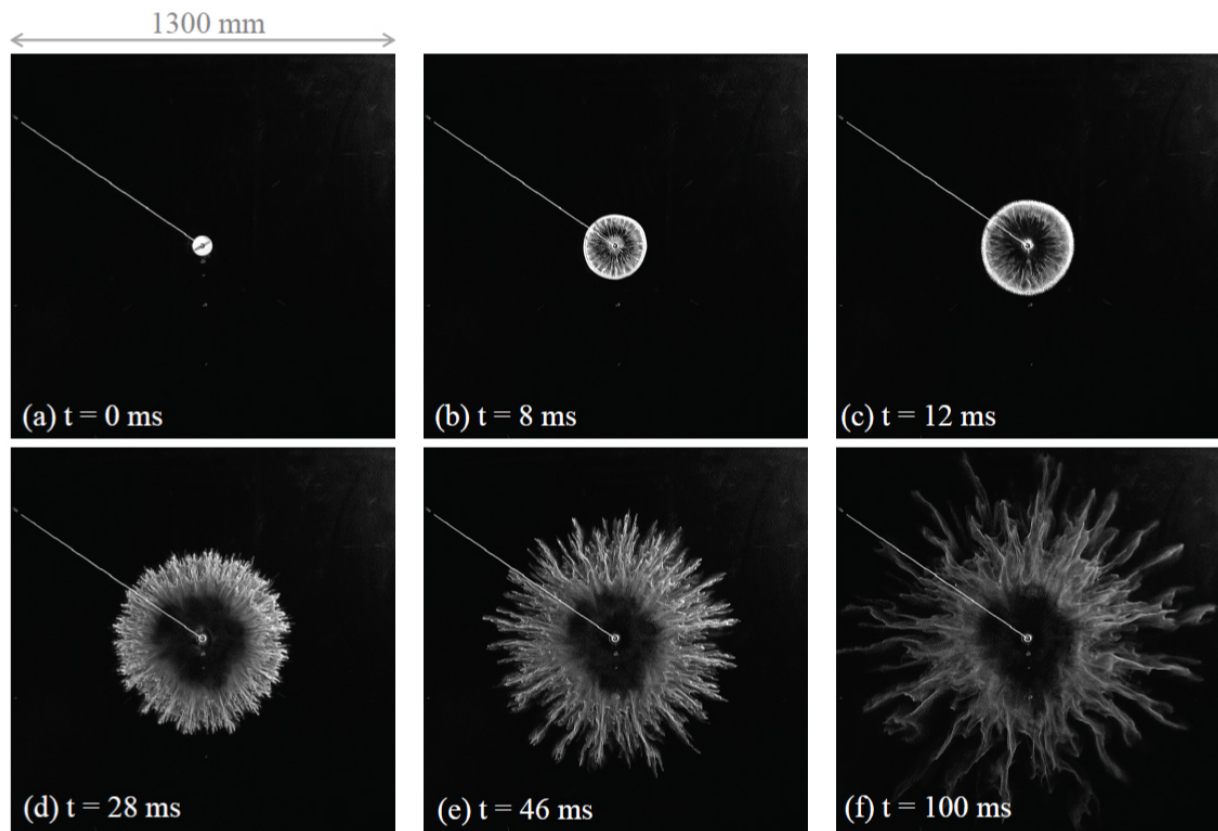 1300 mm
(a) t = 0 ms
(b) t = 8 ms
(c) t = 12 ms
(d) t = 28 ms
(e) t = 46 ms
(f) t = 100 ms